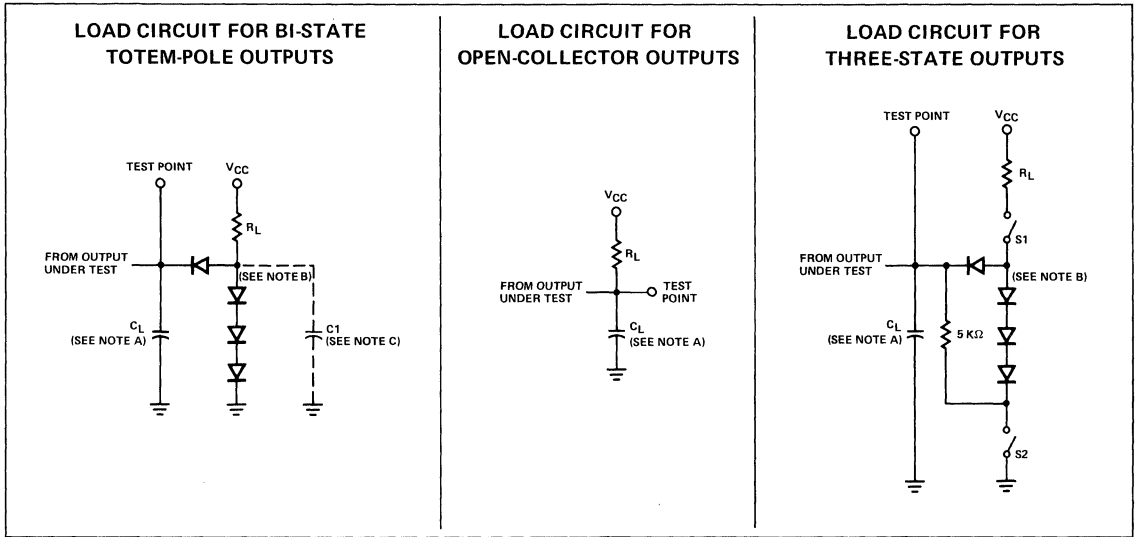 LOAD CIRCUIT FOR BI-STATE
TOTEM-POLE OUTPUTS
TEST POINT
VCC
RL
FROM OUTPUT
UNDER TEST
(SEE NOTE B)
CL
(SEE NOTE A)
C1
(SEE NOTE C)
LOAD CIRCUIT FOR
OPEN-COLLECTOR OUTPUTS
VCC
RL
FROM OUTPUT
UNDER TEST
TEST
POINT
CL
(SEE NOTE A)
LOAD CIRCUIT FOR
THREE-STATE OUTPUTS
TEST POINT
VCC
RL
S1
FROM OUTPUT
UNDER TEST
(SEE NOTE B)
CL
(SEE NOTE A)
5 KΩ
S2